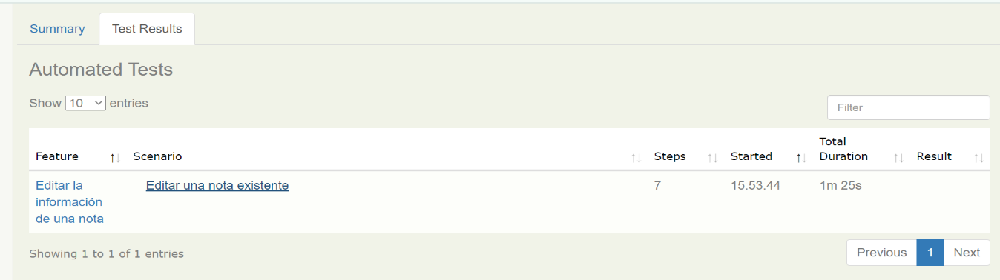 Summary Test Results
Automated Tests
Show 10 entries
Filter
Feature Scenario Steps Started Total Duration Result
Editar la información de una nota Editar una nota existente 7 15:53:44 1m 25s
Showing 1 to 1 of 1 entries
Previous 1 Next